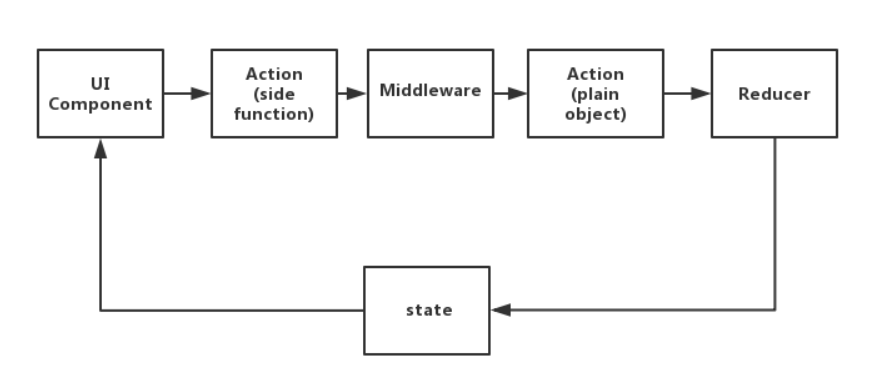 UI
Component
Action
(side
function)
Middleware
Action
(plain
object)
Reducer
state